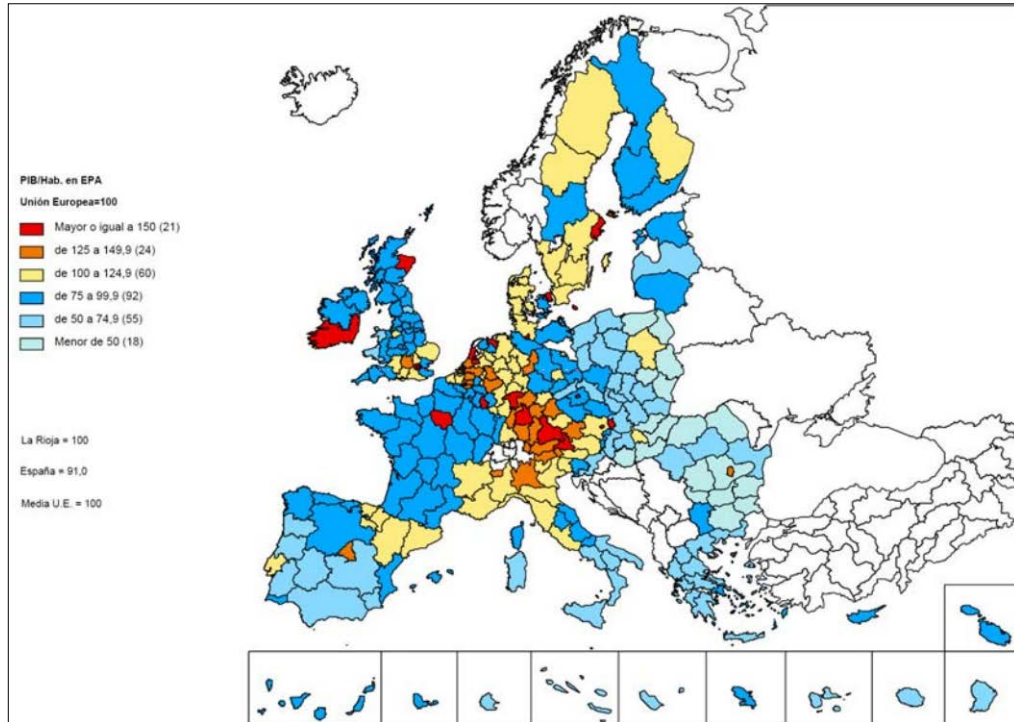 PIB/Hab. en EPA
Unión Europea=100
Mayor o igual a 150 (21)
de 125 a 149,9 (24)
de 100 a 124,9 (60)
de 75 a 99,9 (92)
de 50 a 74,9 (55)
Menor de 50 (18)
La Rioja = 100
España = 91,0
Media U.E. = 100